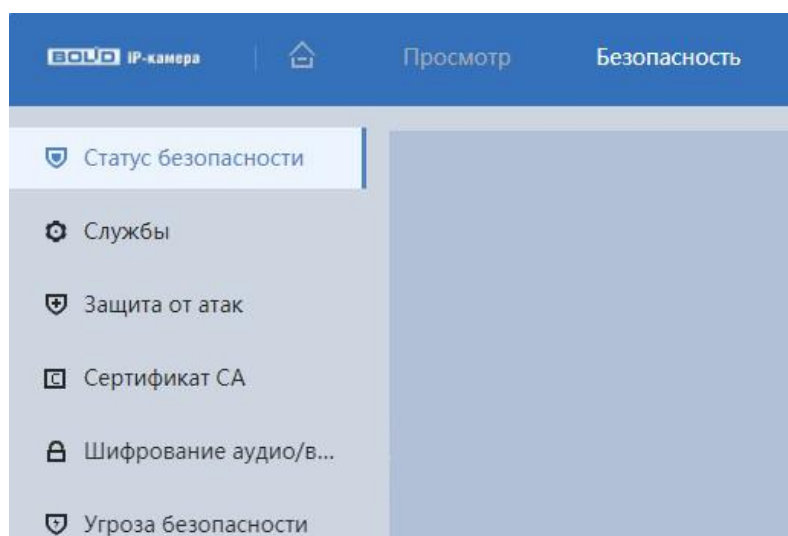 BOLID IP-камера
Просмотр
Безопасность
Статус безопасности
Службы
Защита от атак
Сертификат CA
Шифрование аудио/в...
Угроза безопасности